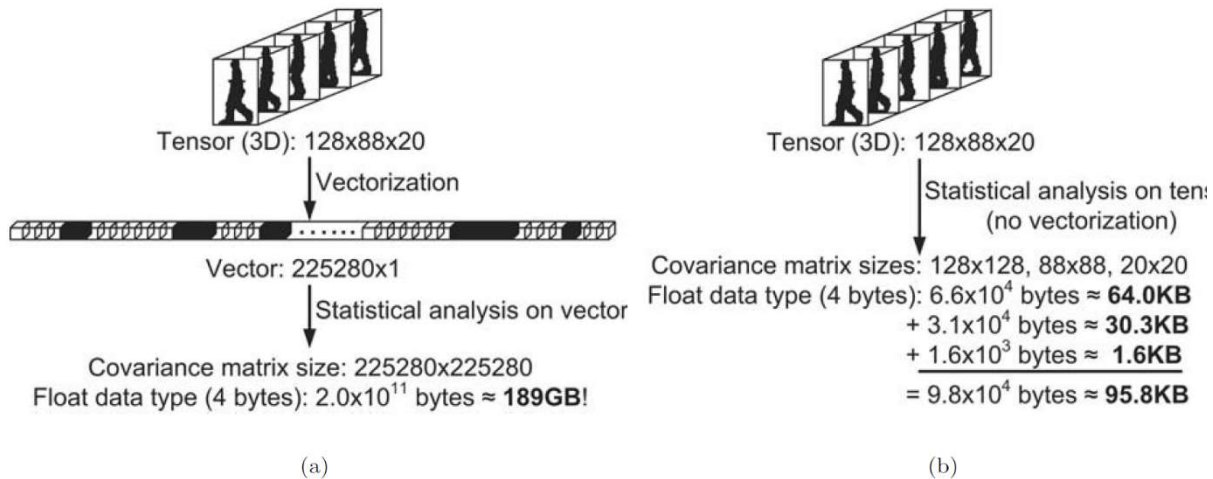 Tensor (3D): 128x88x20
Vectorization
Vector: 225280x1
Statistical analysis on vector
Covariance matrix size: 225280x225280
Float data type (4 bytes): 2.0x10¹¹ bytes ≈ 189GB!
(a)
Tensor (3D): 128x88x20
Statistical analysis on tens
(no vectorization)
Covariance matrix sizes: 128x128, 88x88, 20x20
Float data type (4 bytes): 6.6x10⁴ bytes ≈ 64.0KB
+ 3.1x10⁴ bytes ≈ 30.3KB
+ 1.6x10³ bytes ≈ 1.6KB
= 9.8x10⁴ bytes ≈ 95.8KB
(b)